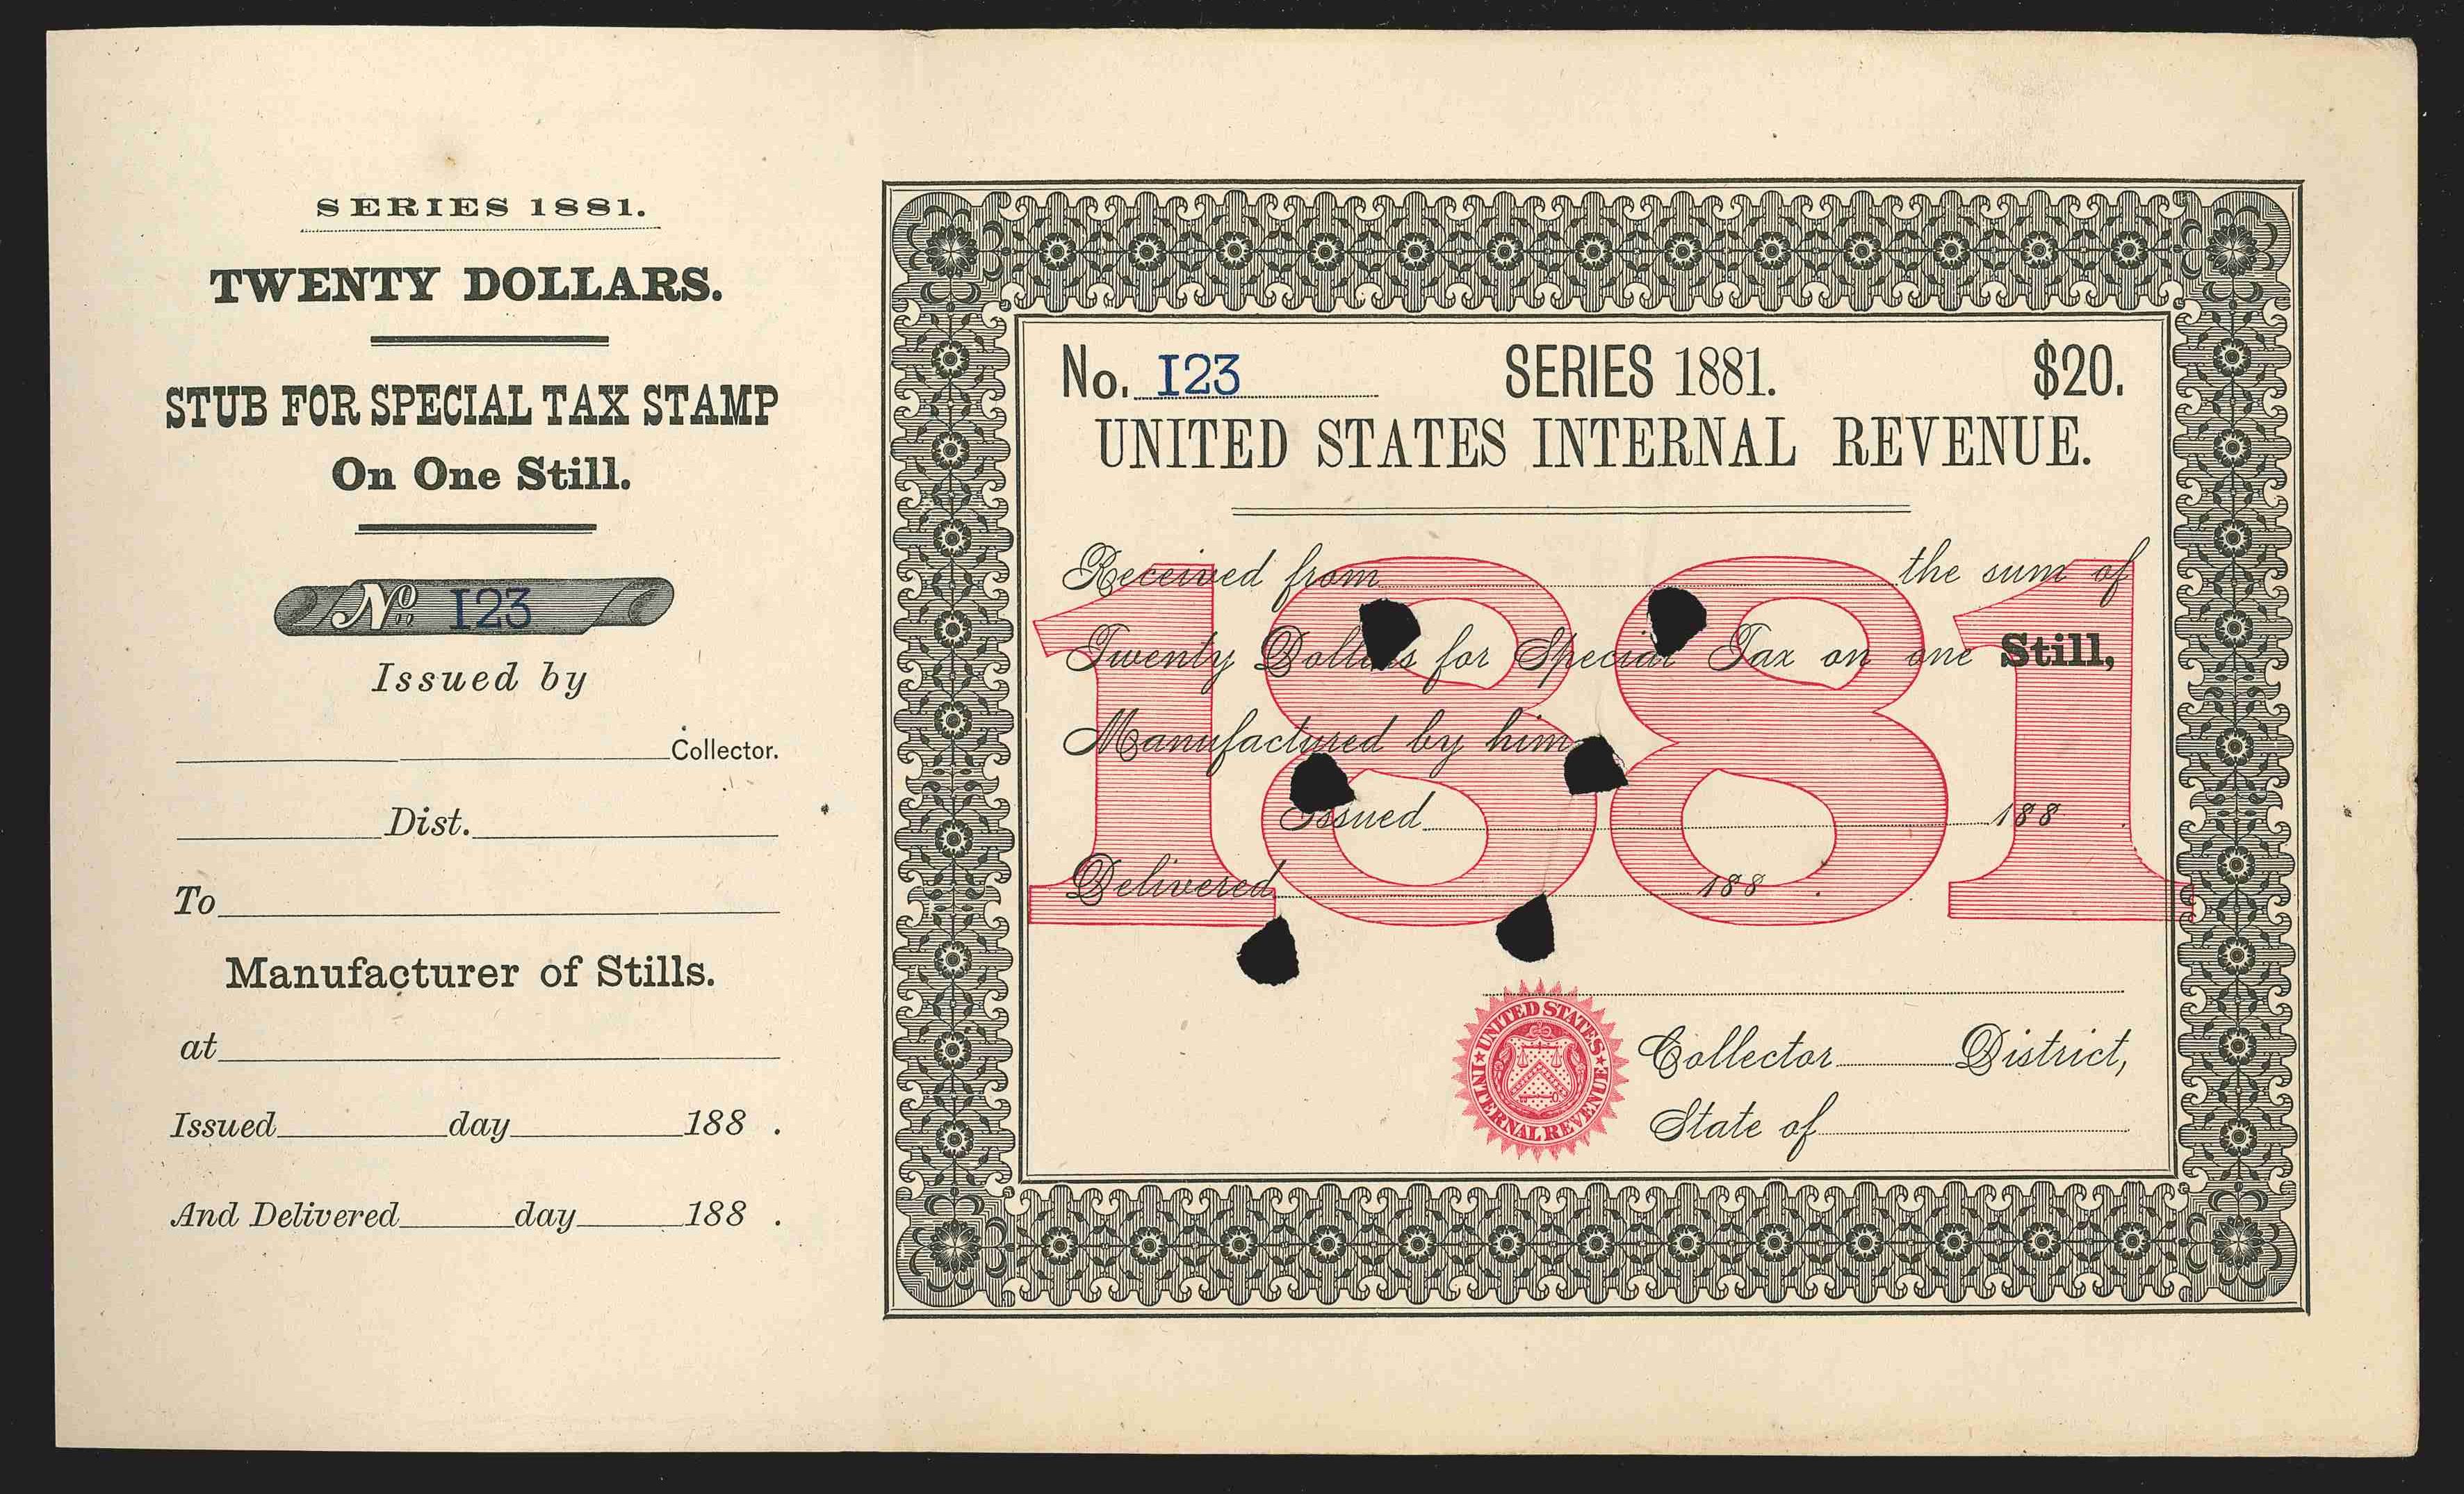 SERIES 1881.
TWENTY DOLLARS.
STUB FOR SPECIAL TAX STAMP
On One Still.
No. 123
Issued by
Collector.
Dist.
To
Manufacturer of Stills.
at
Issued day 188 .
And Delivered day 188 .
No. 123 SERIES 1881. $20.
UNITED STATES INTERNAL REVENUE.
1881
Received from the sum of
Twenty Dollars for Special Tax on one Still,
Manufactured by him
Issued 188 .
Delivered 188 .
UNITED STATES INTERNAL REVENUE
Collector District,
State of